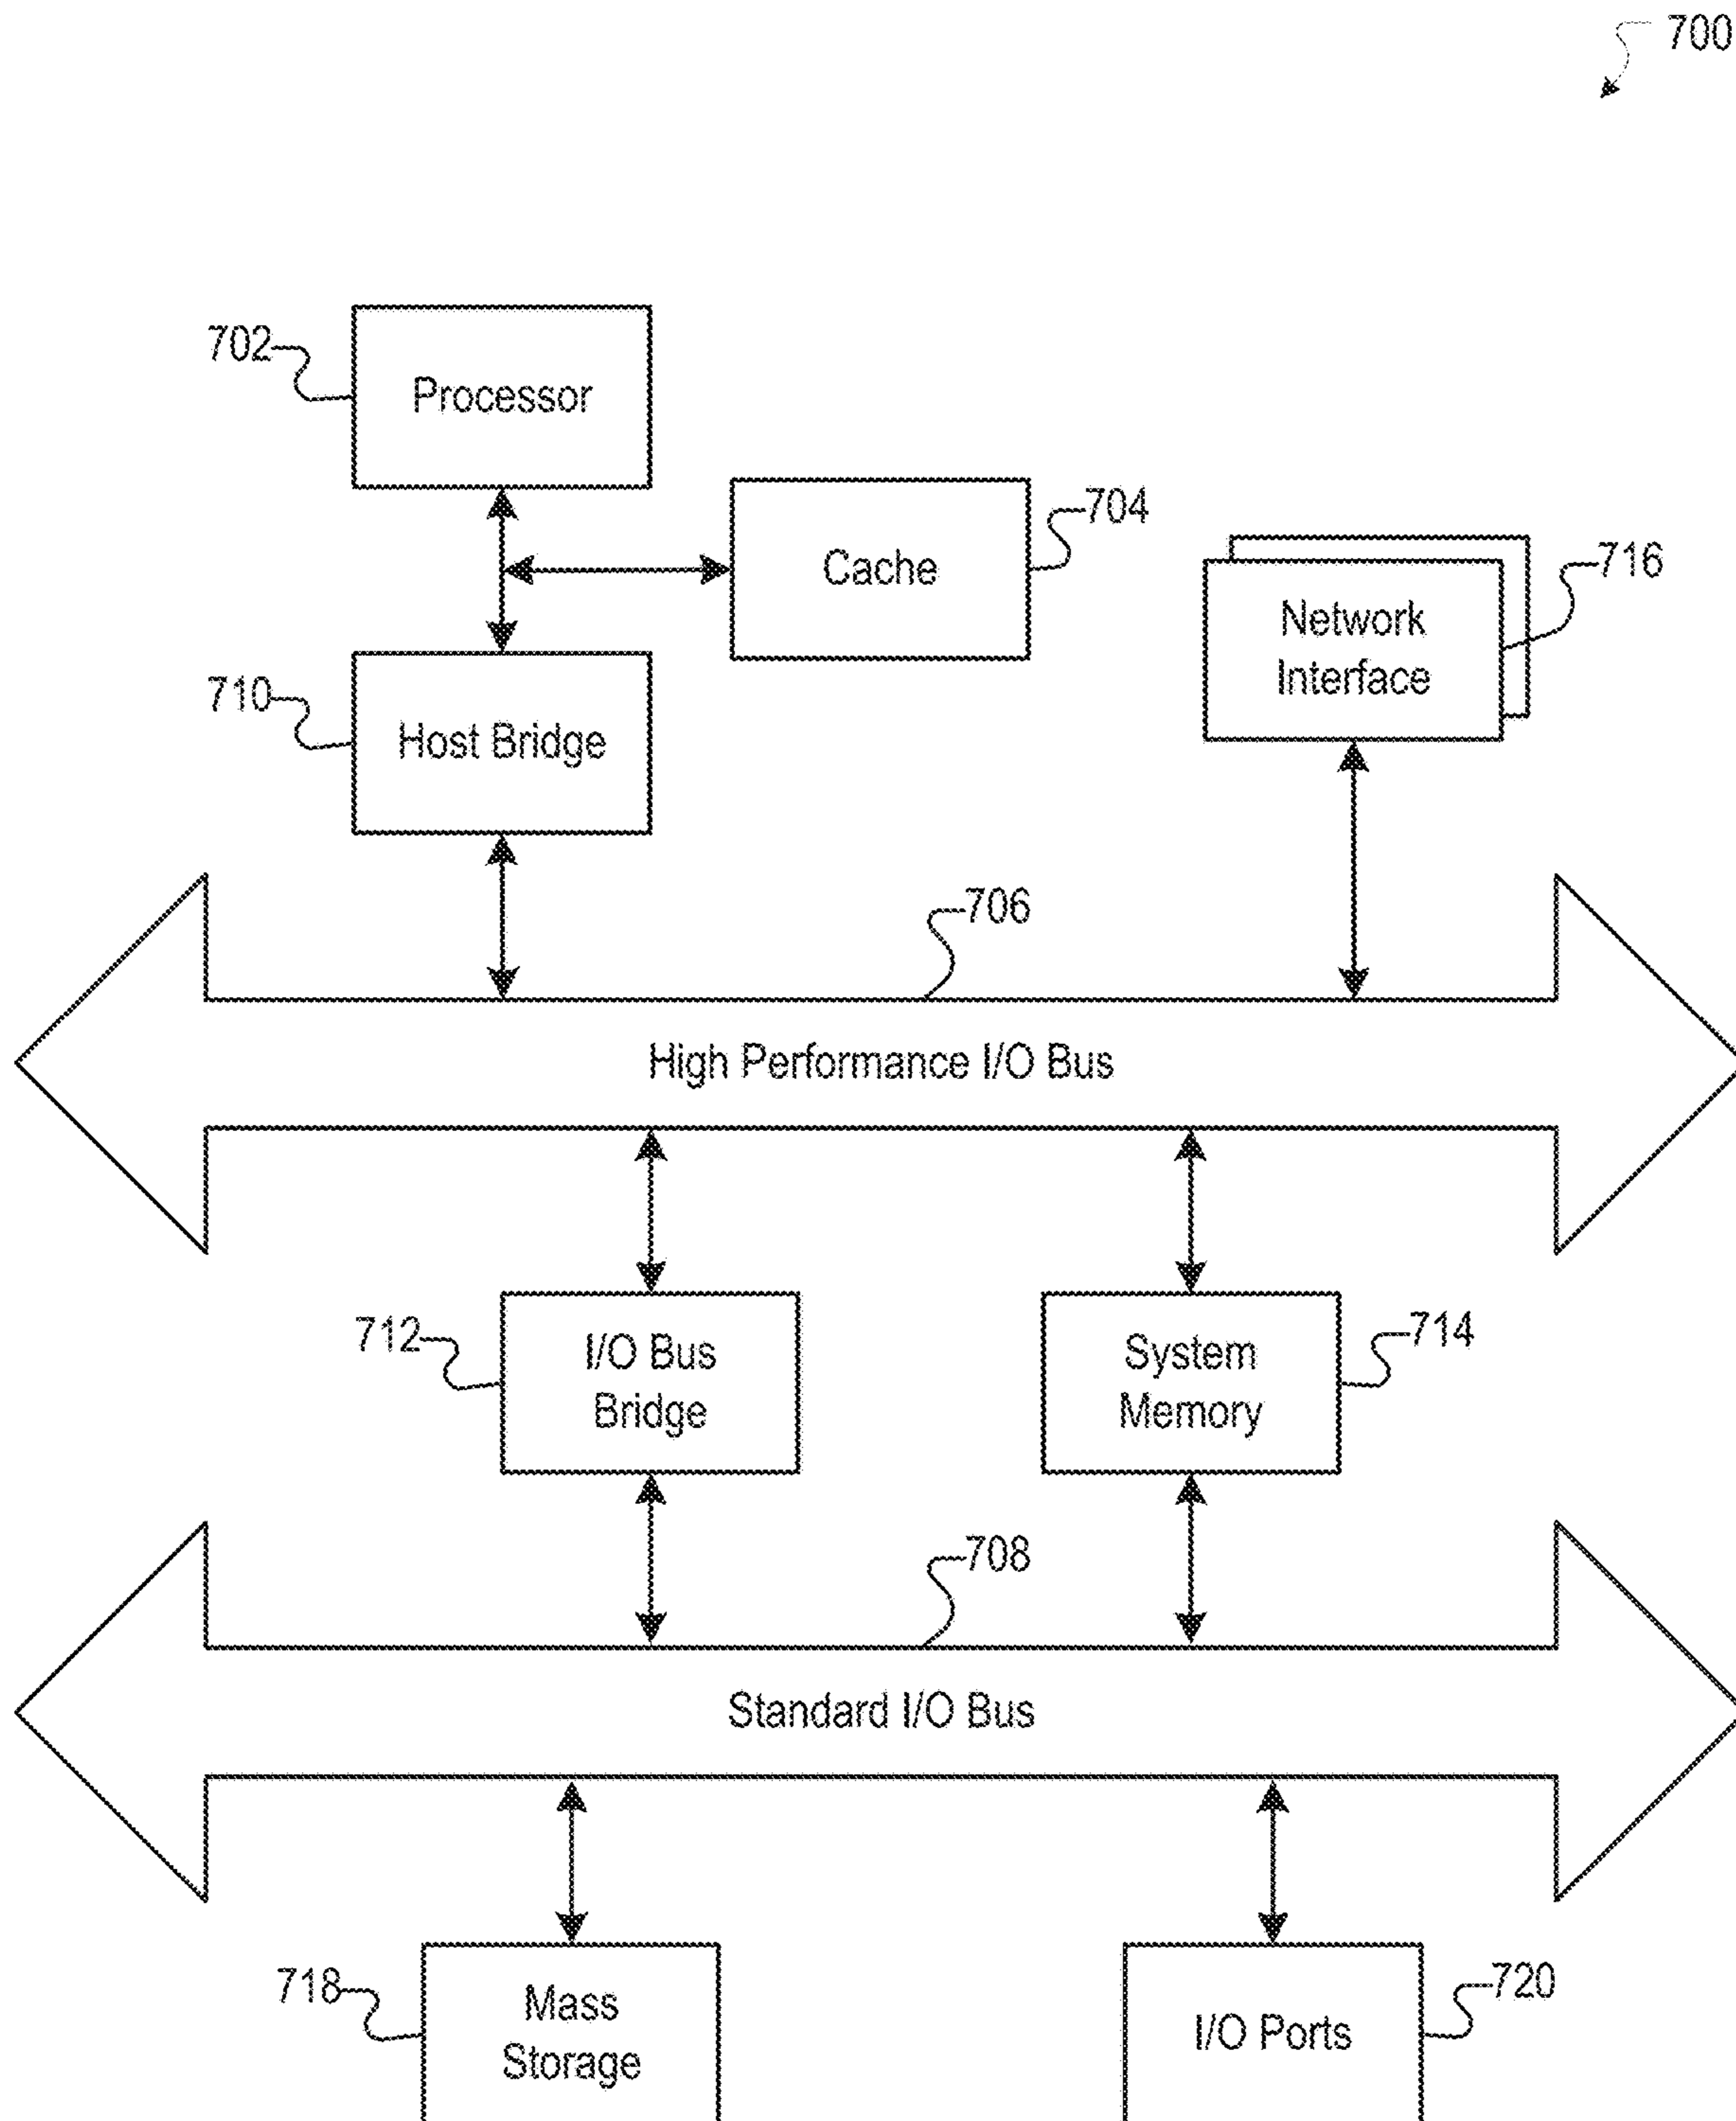 700
702
Processor
704
Cache
716
Network
Interface
710
Host Bridge
706
High Performance I/O Bus
712
I/O Bus
Bridge
714
System
Memory
708
Standard I/O Bus
718
Mass
Storage
720
I/O Ports